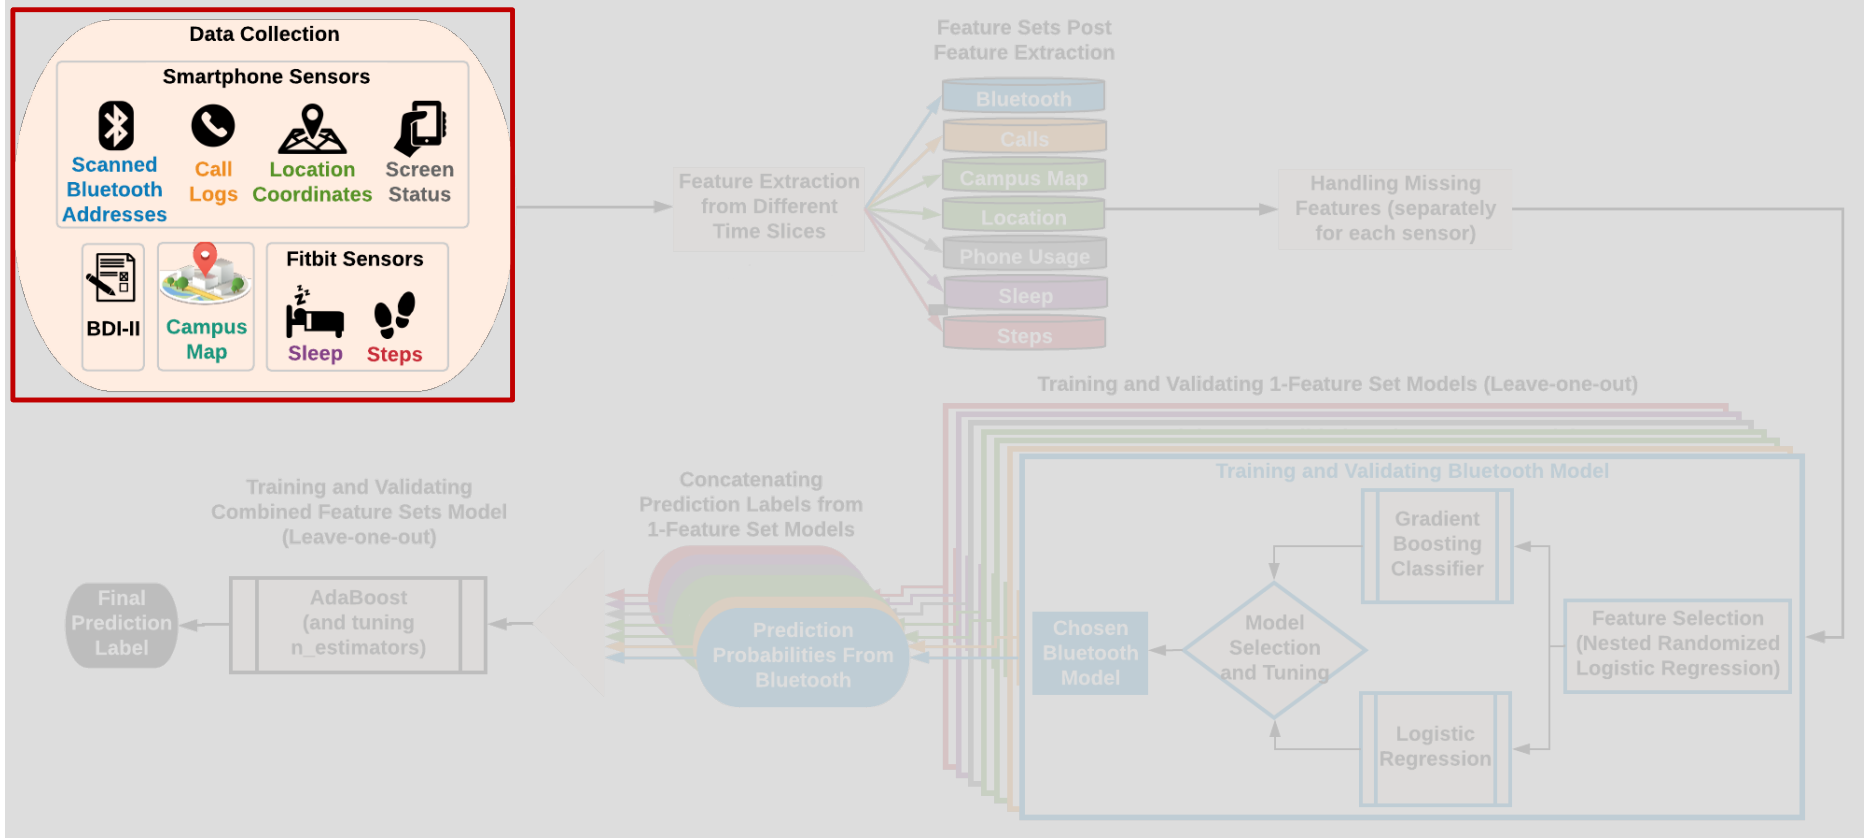 Data Collection
Smartphone Sensors
Scanned
Bluetooth
Addresses
Call
Logs
Location
Coordinates
Screen
Status
BDI-II
Campus
Map
Fitbit Sensors
Sleep
Steps
Feature Extraction
from Different
Time Slices
Feature Sets Post
Feature Extraction
Bluetooth
Calls
Campus Map
Location
Phone Usage
Sleep
Steps
Handling Missing
Features (separately
for each sensor)
Training and Validating 1-Feature Set Models (Leave-one-out)
Training and Validating Bluetooth Model
Feature Selection
(Nested Randomized
Logistic Regression)
Gradient
Boosting
Classifier
Logistic
Regression
Model
Selection
and Tuning
Chosen
Bluetooth
Model
Concatenating
Prediction Labels from
1-Feature Set Models
Prediction
Probabilities From
Bluetooth
Training and Validating
Combined Feature Sets Model
(Leave-one-out)
AdaBoost
(and tuning
n_estimators)
Final
Prediction
Label